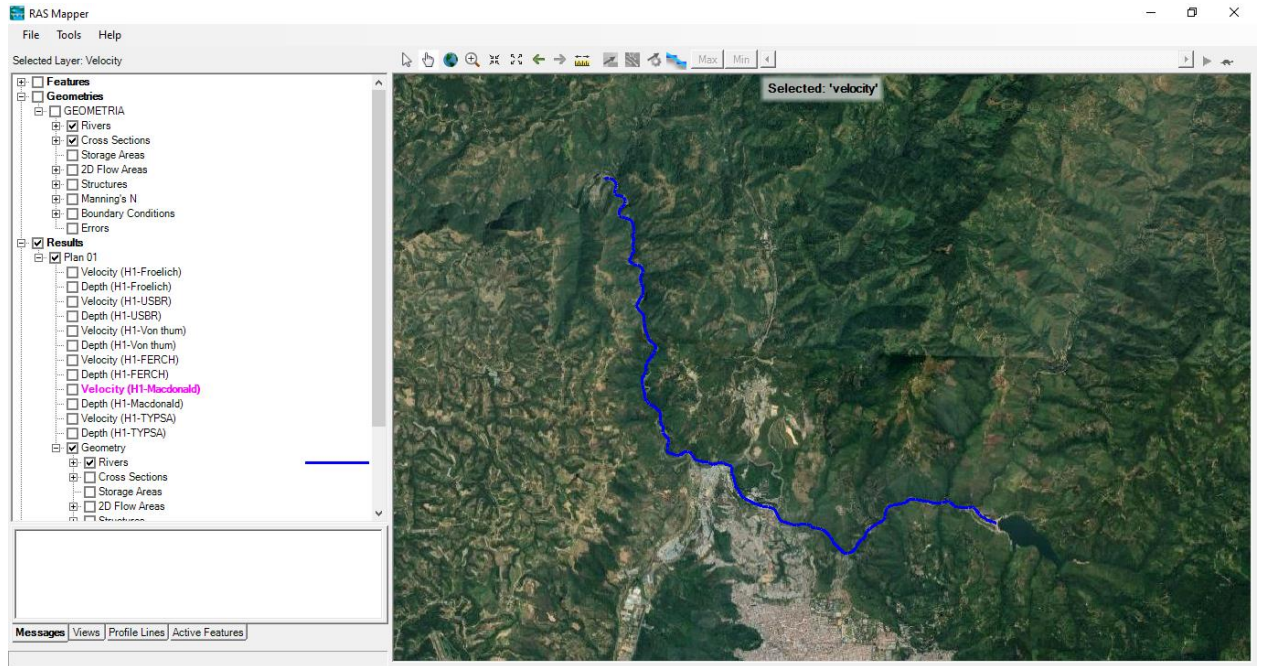 RAS Mapper
File Tools Help
Selected Layer: Velocity
Max Min
Features
Geometries
GEOMETRIA
Rivers
Cross Sections
Storage Areas
2D Flow Areas
Structures
Manning's N
Boundary Conditions
Errors
Results
Plan 01
Velocity (H1-Froelich)
Depth (H1-Froelich)
Velocity (H1-USBR)
Depth (H1-USBR)
Velocity (H1-Von thum)
Depth (H1-Von thum)
Velocity (H1-FERCH)
Depth (H1-FERCH)
Velocity (H1-Macdonald)
Depth (H1-Macdonald)
Velocity (H1-TYPSA)
Depth (H1-TYPSA)
Geometry
Rivers
Cross Sections
Storage Areas
2D Flow Areas
Structures
Messages Views Profile Lines Active Features
Selected: 'velocity'